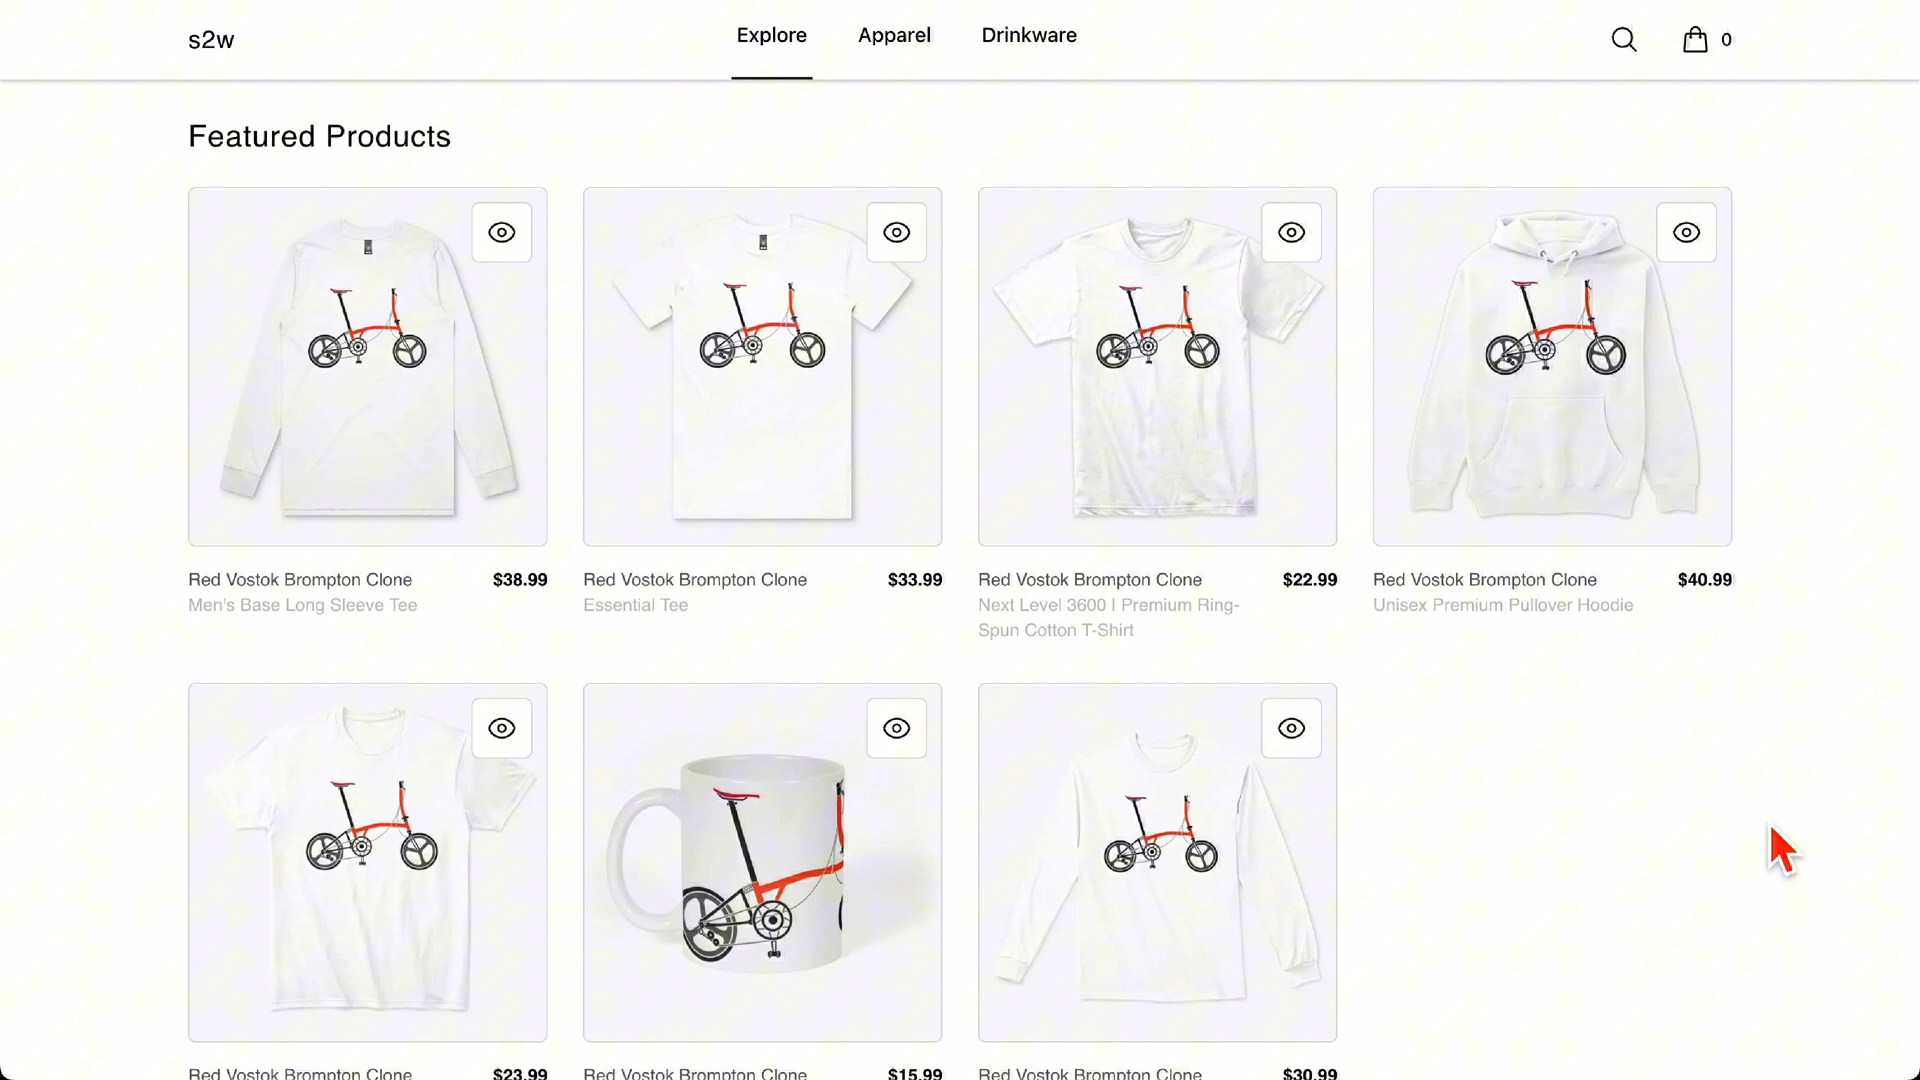 s2w
Explore
Apparel
Drinkware
0
Featured Products
Red Vostok Brompton Clone
$38.99
Men's Base Long Sleeve Tee
Red Vostok Brompton Clone
$33.99
Essential Tee
Red Vostok Brompton Clone
$22.99
Next Level 3600 | Premium Ring-
Spun Cotton T-Shirt
Red Vostok Brompton Clone
$40.99
Unisex Premium Pullover Hoodie
Red Vostok Brompton Clone
$23.99
Red Vostok Brompton Clone
$15.99
Red Vostok Brompton Clone
$30.99